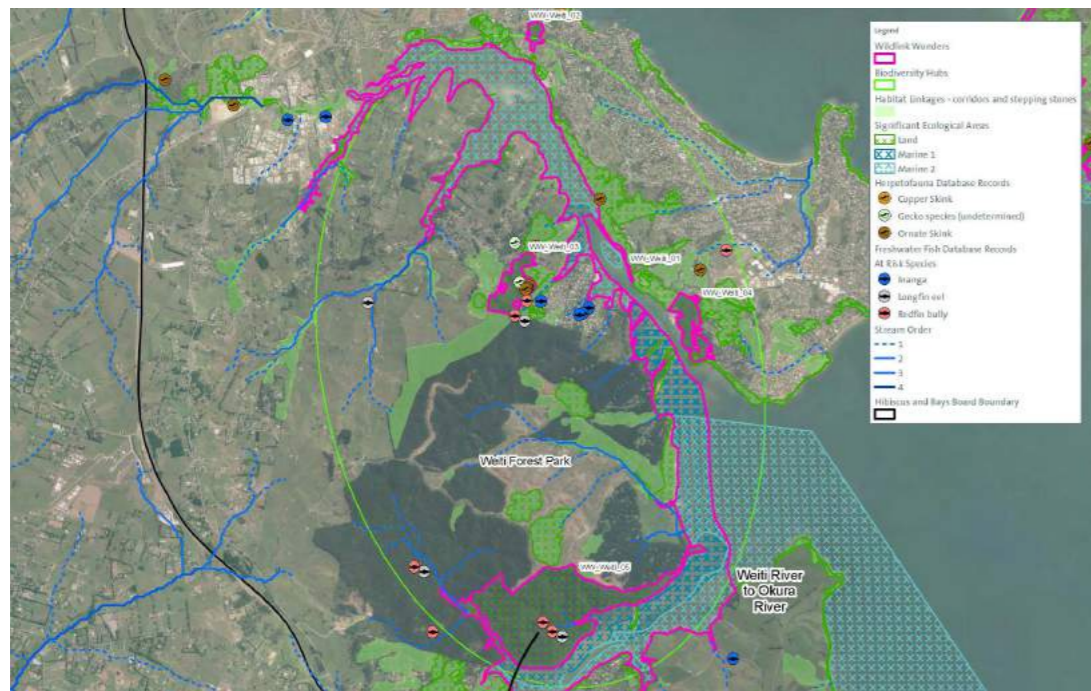 WW_Weiti_02
WW_Weiti_03
WW_Weiti_01
WW_Weiti_04
Weiti Forest Park
WW_Weiti_05
Weiti River
to Okura
River
Legend
Wildlink Wonders
Biodiversity Hubs
Habitat Linkages - corridors and stepping stones
Significant Ecological Areas
Land
Marine 1
Marine 2
Herpetofauna Database Records
Copper Skink
Gecko species (undetermined)
Ornate Skink
Freshwater Fish Database Records
At Risk Species
Inanga
Longfin eel
Redfin bully
Stream Order
1
2
3
4
Hibiscus and Bays Board Boundary